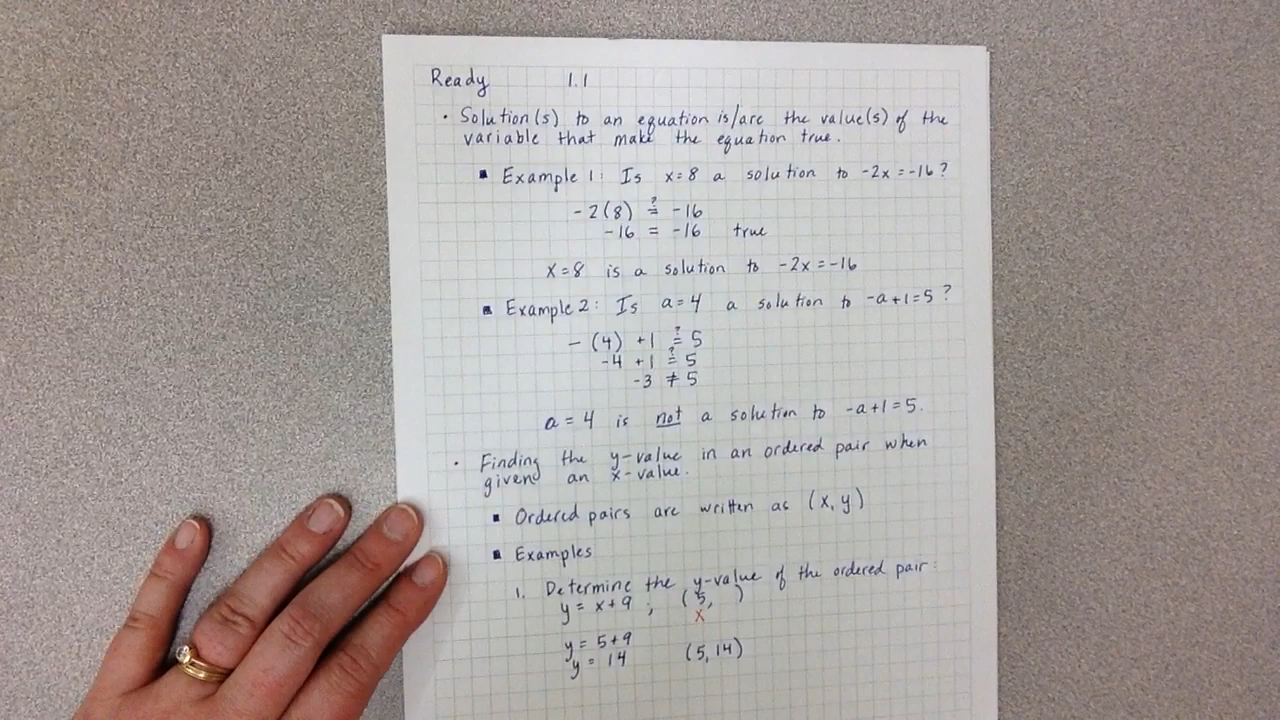 Ready 1.1
• Solution(s) to an equation is/are the value(s) of the
variable that make the equation true.
▪ Example 1: Is x=8 a solution to -2x=-16?
-2(8) ≟ -16
-16 = -16 true
x=8 is a solution to -2x=-16
▪ Example 2: Is a=4 a solution to -a+1=5?
-(4) +1 ≟ 5
-4 +1 ≟ 5
-3 ≠ 5
a=4 is not a solution to -a+1=5.
• Finding the y-value in an ordered pair when
given an x-value.
▪ Ordered pairs are written as (x, y)
▪ Examples
1. Determine the y-value of the ordered pair:
y = x+9 ; (5, )
x
y = 5+9
y = 14 (5, 14)